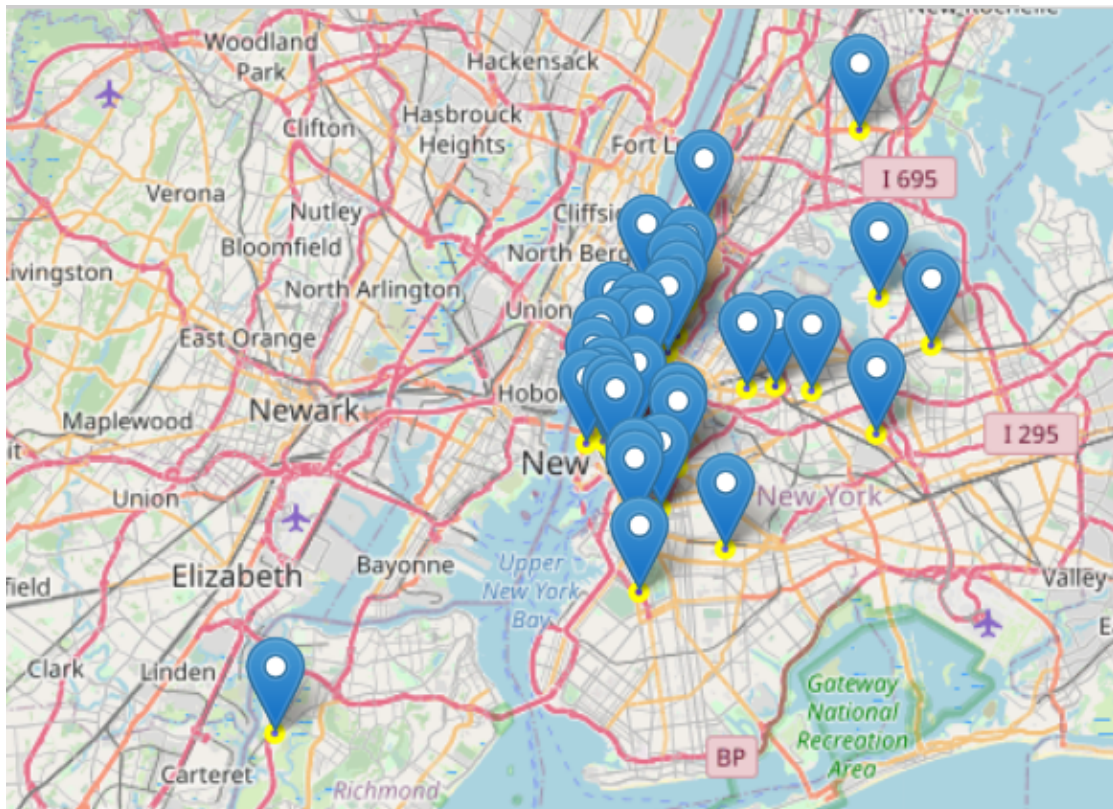 Woodland
Park
Hackensack
Hasbrouck
Heights
Clifton
Fort L
I 695
Verona
Nutley
Cliffsi
Bloomfield
North Berg
Livingston
North Arlington
Union
East Orange
Hobo
Maplewood
Newark
I 295
New
Union
New York
Elizabeth
Bayonne
Upper
New York
Bay
field
Valley
Clark
Linden
Gateway
National
Recreation
Area
BP
Carteret
Richmond